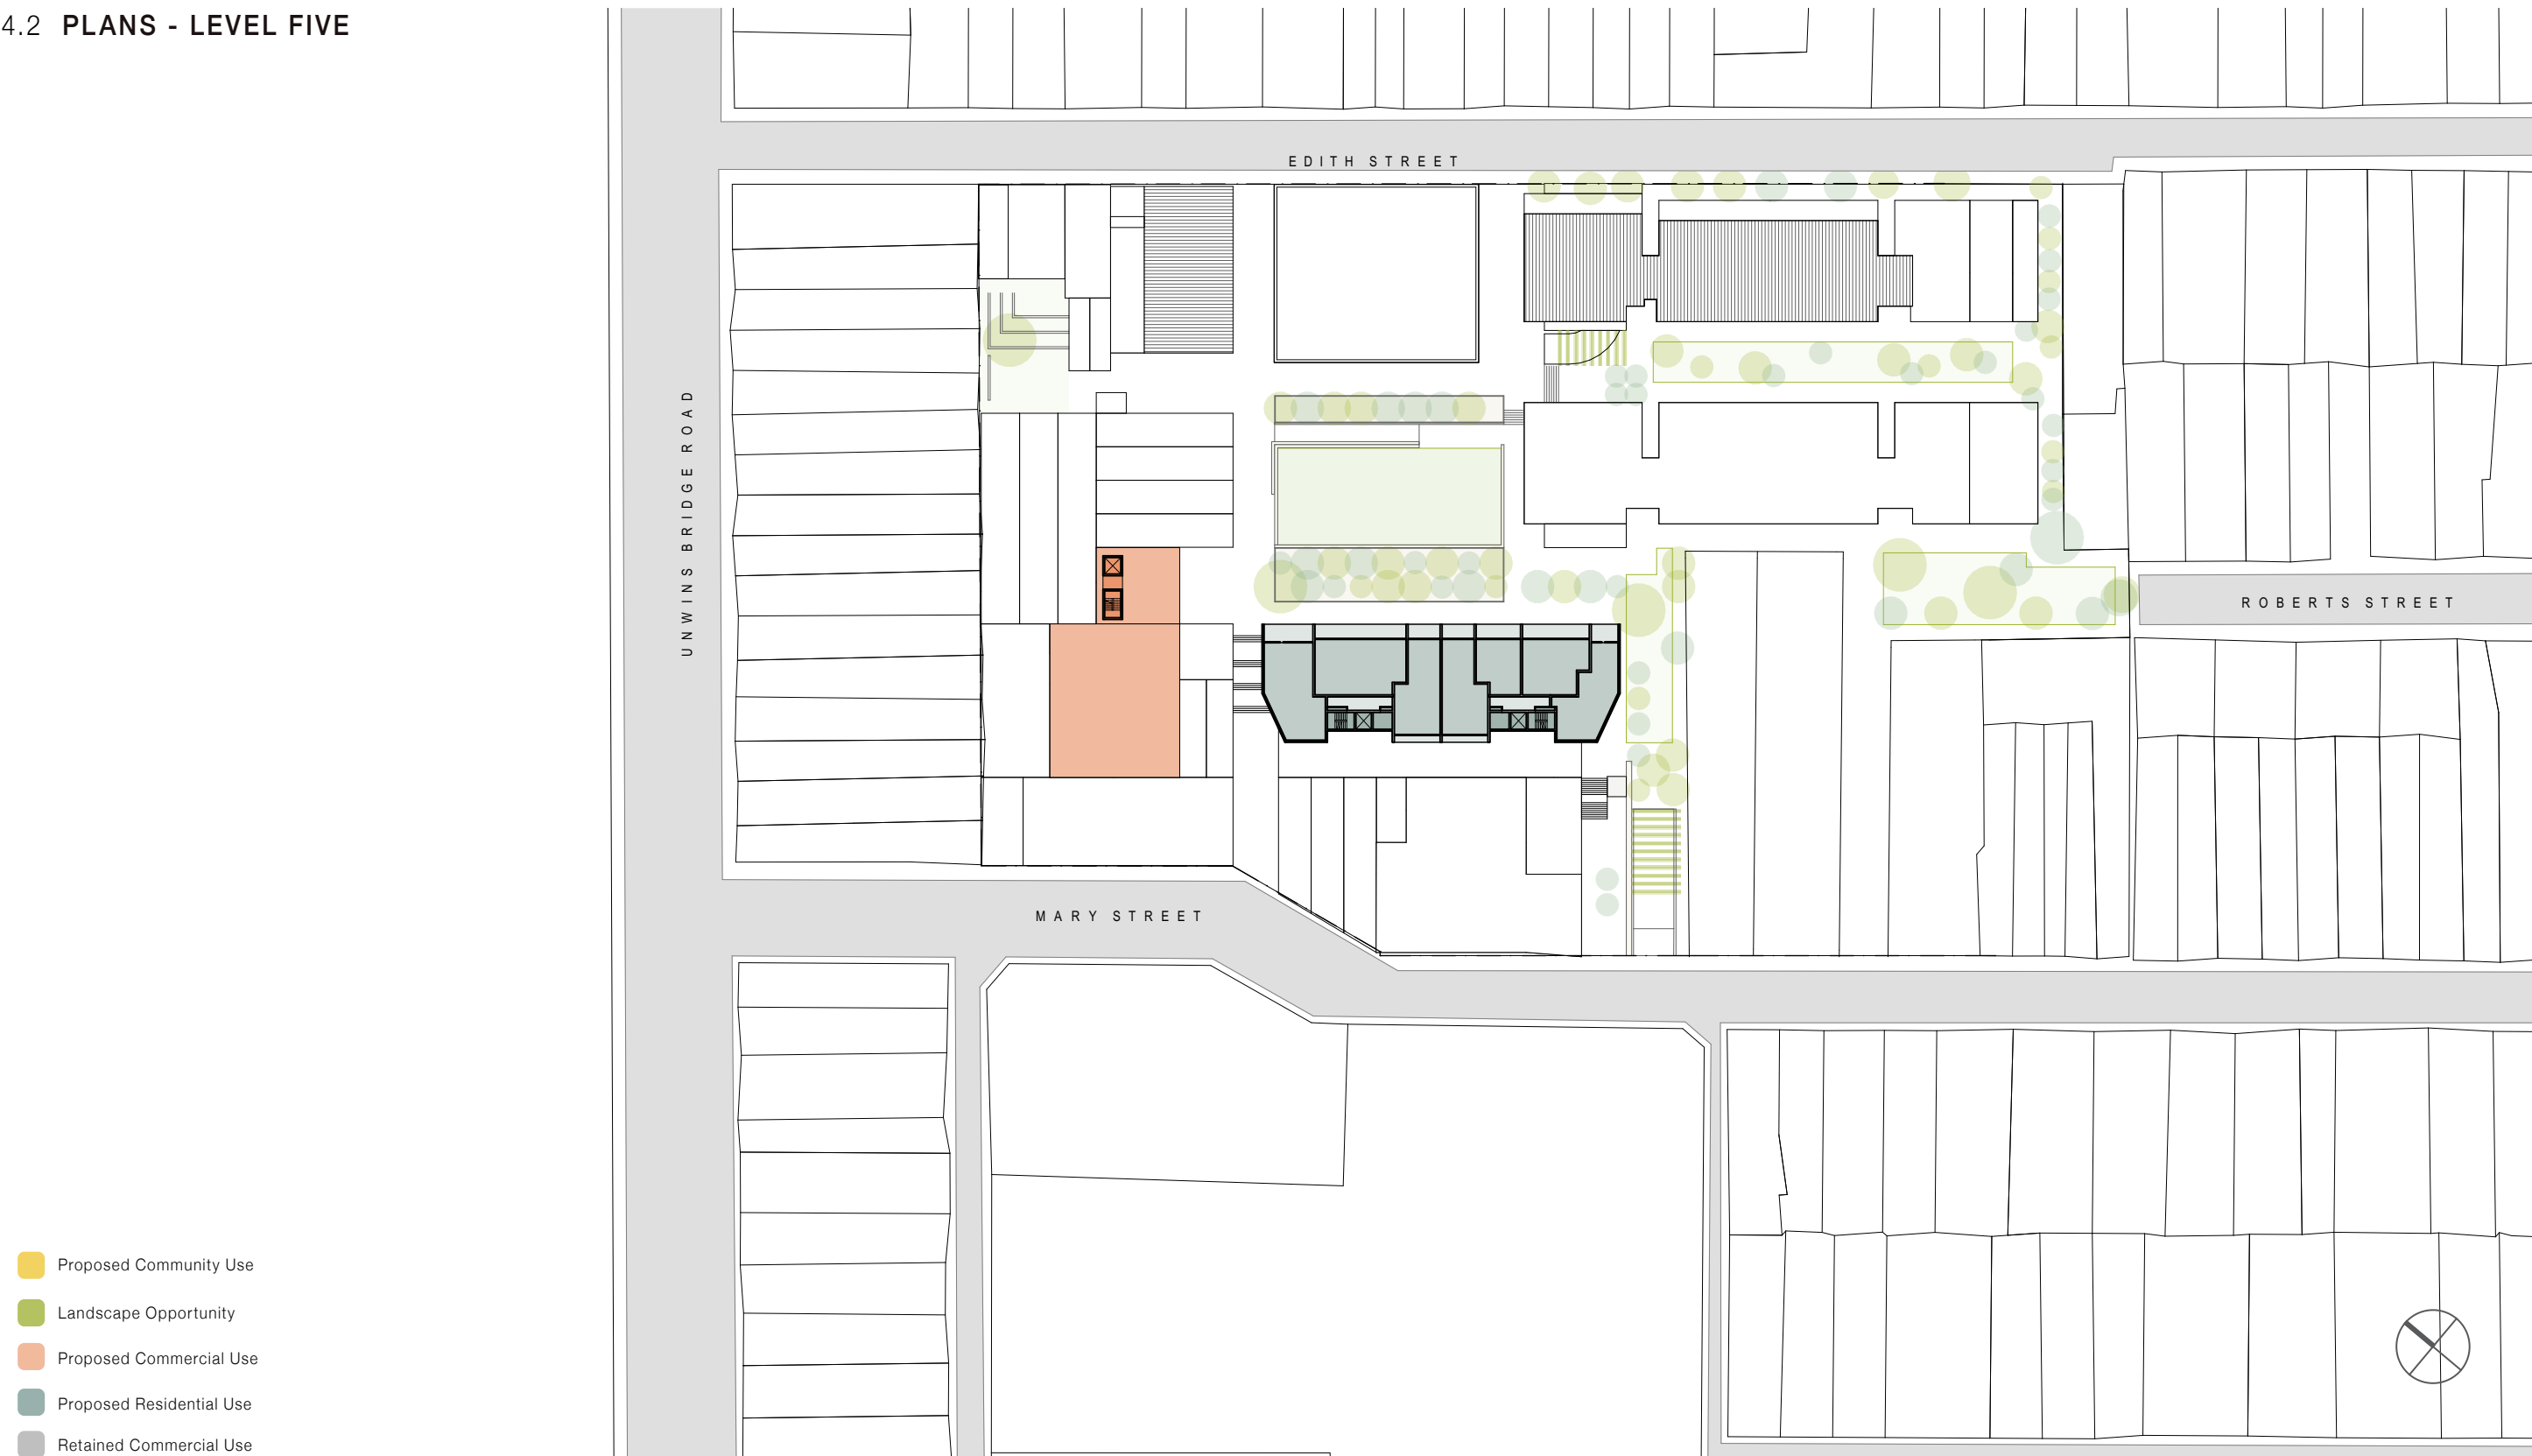 4.2 PLANS - LEVEL FIVE
EDITH STREET
UNWINS BRIDGE ROAD
ROBERTS STREET
MARY STREET
Proposed Community Use
Landscape Opportunity
Proposed Commercial Use
Proposed Residential Use
Retained Commercial Use